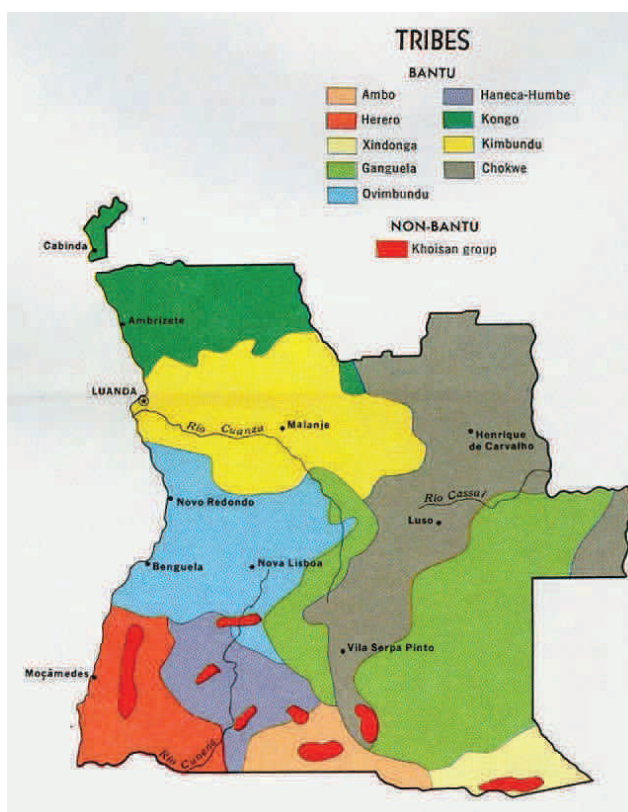 TRIBES
BANTU
Ambo
Haneca-Humbe
Herero
Kongo
Xindonga
Kimbundu
Ganguela
Chokwe
Ovimbundu
NON-BANTU
Khoisan group
Cabinda
Ambrizete
LUANDA
Rio Cuanza
Malanje
Henrique
de Carvalho
Rio Cassai
Novo Redondo
Luso
Benguela
Nova Lisboa
Vila Serpa Pinto
Moçâmedes
Rio Cunene